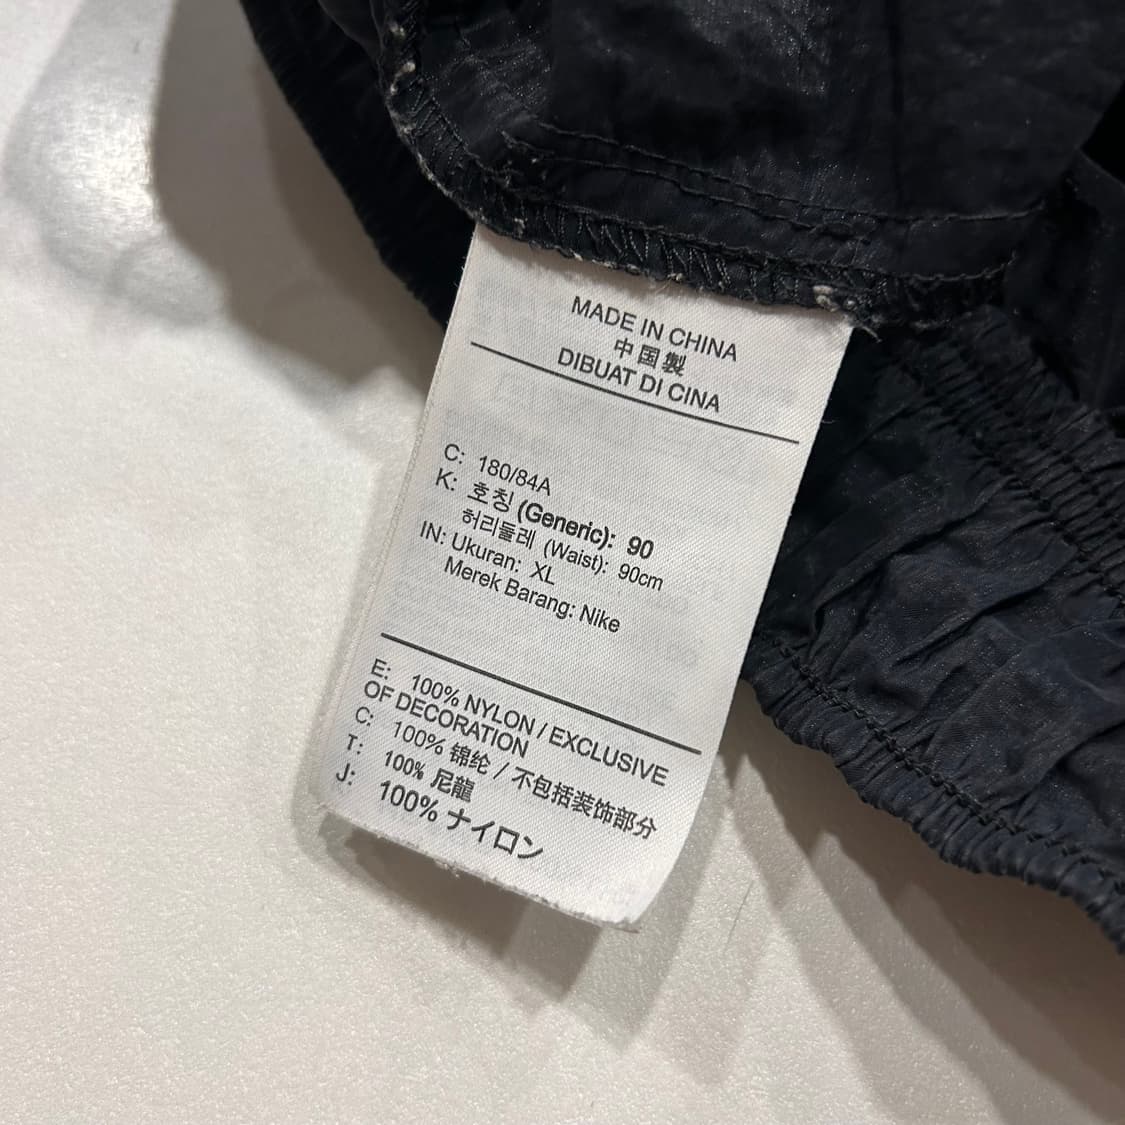 MADE IN CHINA
中国製
DIBUAT DI CINA
C: 180/84A
K: 호칭 (Generic): 90
허리둘레 (Waist): 90cm
IN: Ukuran: XL
Merek Barang: Nike
E: 100% NYLON / EXCLUSIVE
OF DECORATION
C: 100% 锦纶 / 不包括装饰部分
T: 100% 尼龍
J: 100% ナイロン